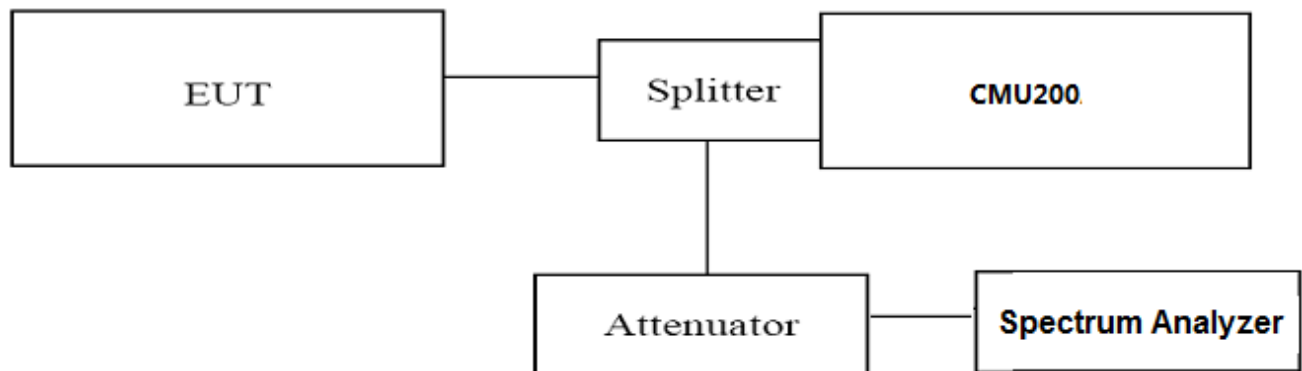 EUT
Splitter
CMU200
Attenuator
Spectrum Analyzer